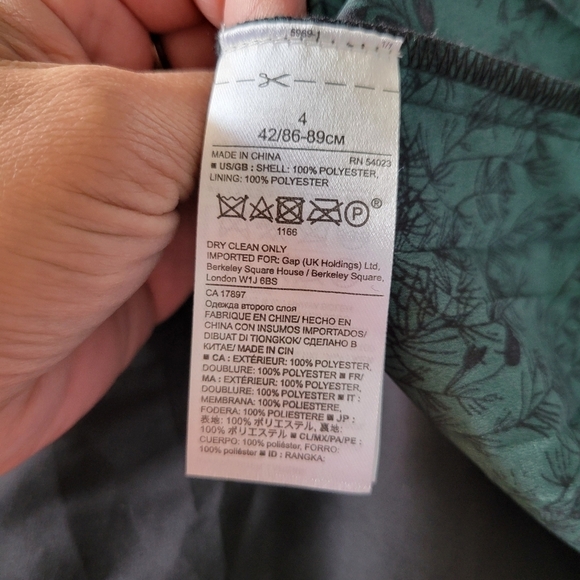 4
42/86-89CM
MADE IN CHINA RN 54023
■ US/GB : SHELL: 100% POLYESTER,
LINING: 100% POLYESTER
P ®
1166
DRY CLEAN ONLY
IMPORTED FOR: Gap (UK Holdings) Ltd,
Berkeley Square House / Berkeley Square,
London W1J 6BS
CA 17897
Одежда второго слоя
FABRIQUE EN CHINE/ HECHO EN
CHINA CON INSUMOS IMPORTADOS/
DIBUAT DI TIONGKOK/ СДЕЛАНО В
КИТАЕ/ MADE IN CIN
■ CA : EXTÉRIEUR: 100% POLYESTER,
DOUBLURE: 100% POLYESTER ■ FR/
MA : EXTÉRIEUR: 100% POLYESTER,
DOUBLURE: 100% POLYESTER ■ IT :
MEMBRANA: 100% POLIESTERE,
FODERA: 100% POLIESTERE ■ JP :
表地: 100% ポリエステル, 裏地:
100% ポリエステル ■ CL/MX/PA/PE :
CUERPO: 100% poliéster, FORRO:
100% poliéster ■ ID : RANGKA: